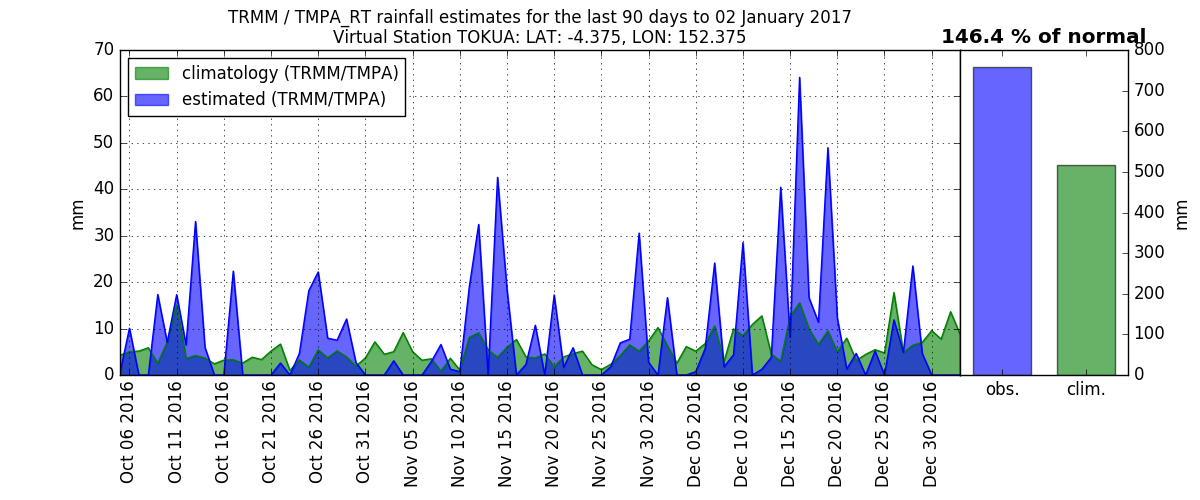 TRMM / TMPA_RT rainfall estimates for the last 90 days to 02 January 2017
Virtual Station TOKUA: LAT: -4.375, LON: 152.375
146.4 % of normal
climatology (TRMM/TMPA)
estimated (TRMM/TMPA)
70
60
50
40
30
20
10
0
mm
Oct 06 2016
Oct 11 2016
Oct 16 2016
Oct 21 2016
Oct 26 2016
Oct 31 2016
Nov 05 2016
Nov 10 2016
Nov 15 2016
Nov 20 2016
Nov 25 2016
Nov 30 2016
Dec 05 2016
Dec 10 2016
Dec 15 2016
Dec 20 2016
Dec 25 2016
Dec 30 2016
obs.
clim.
800
700
600
500
400
300
200
100
0
mm